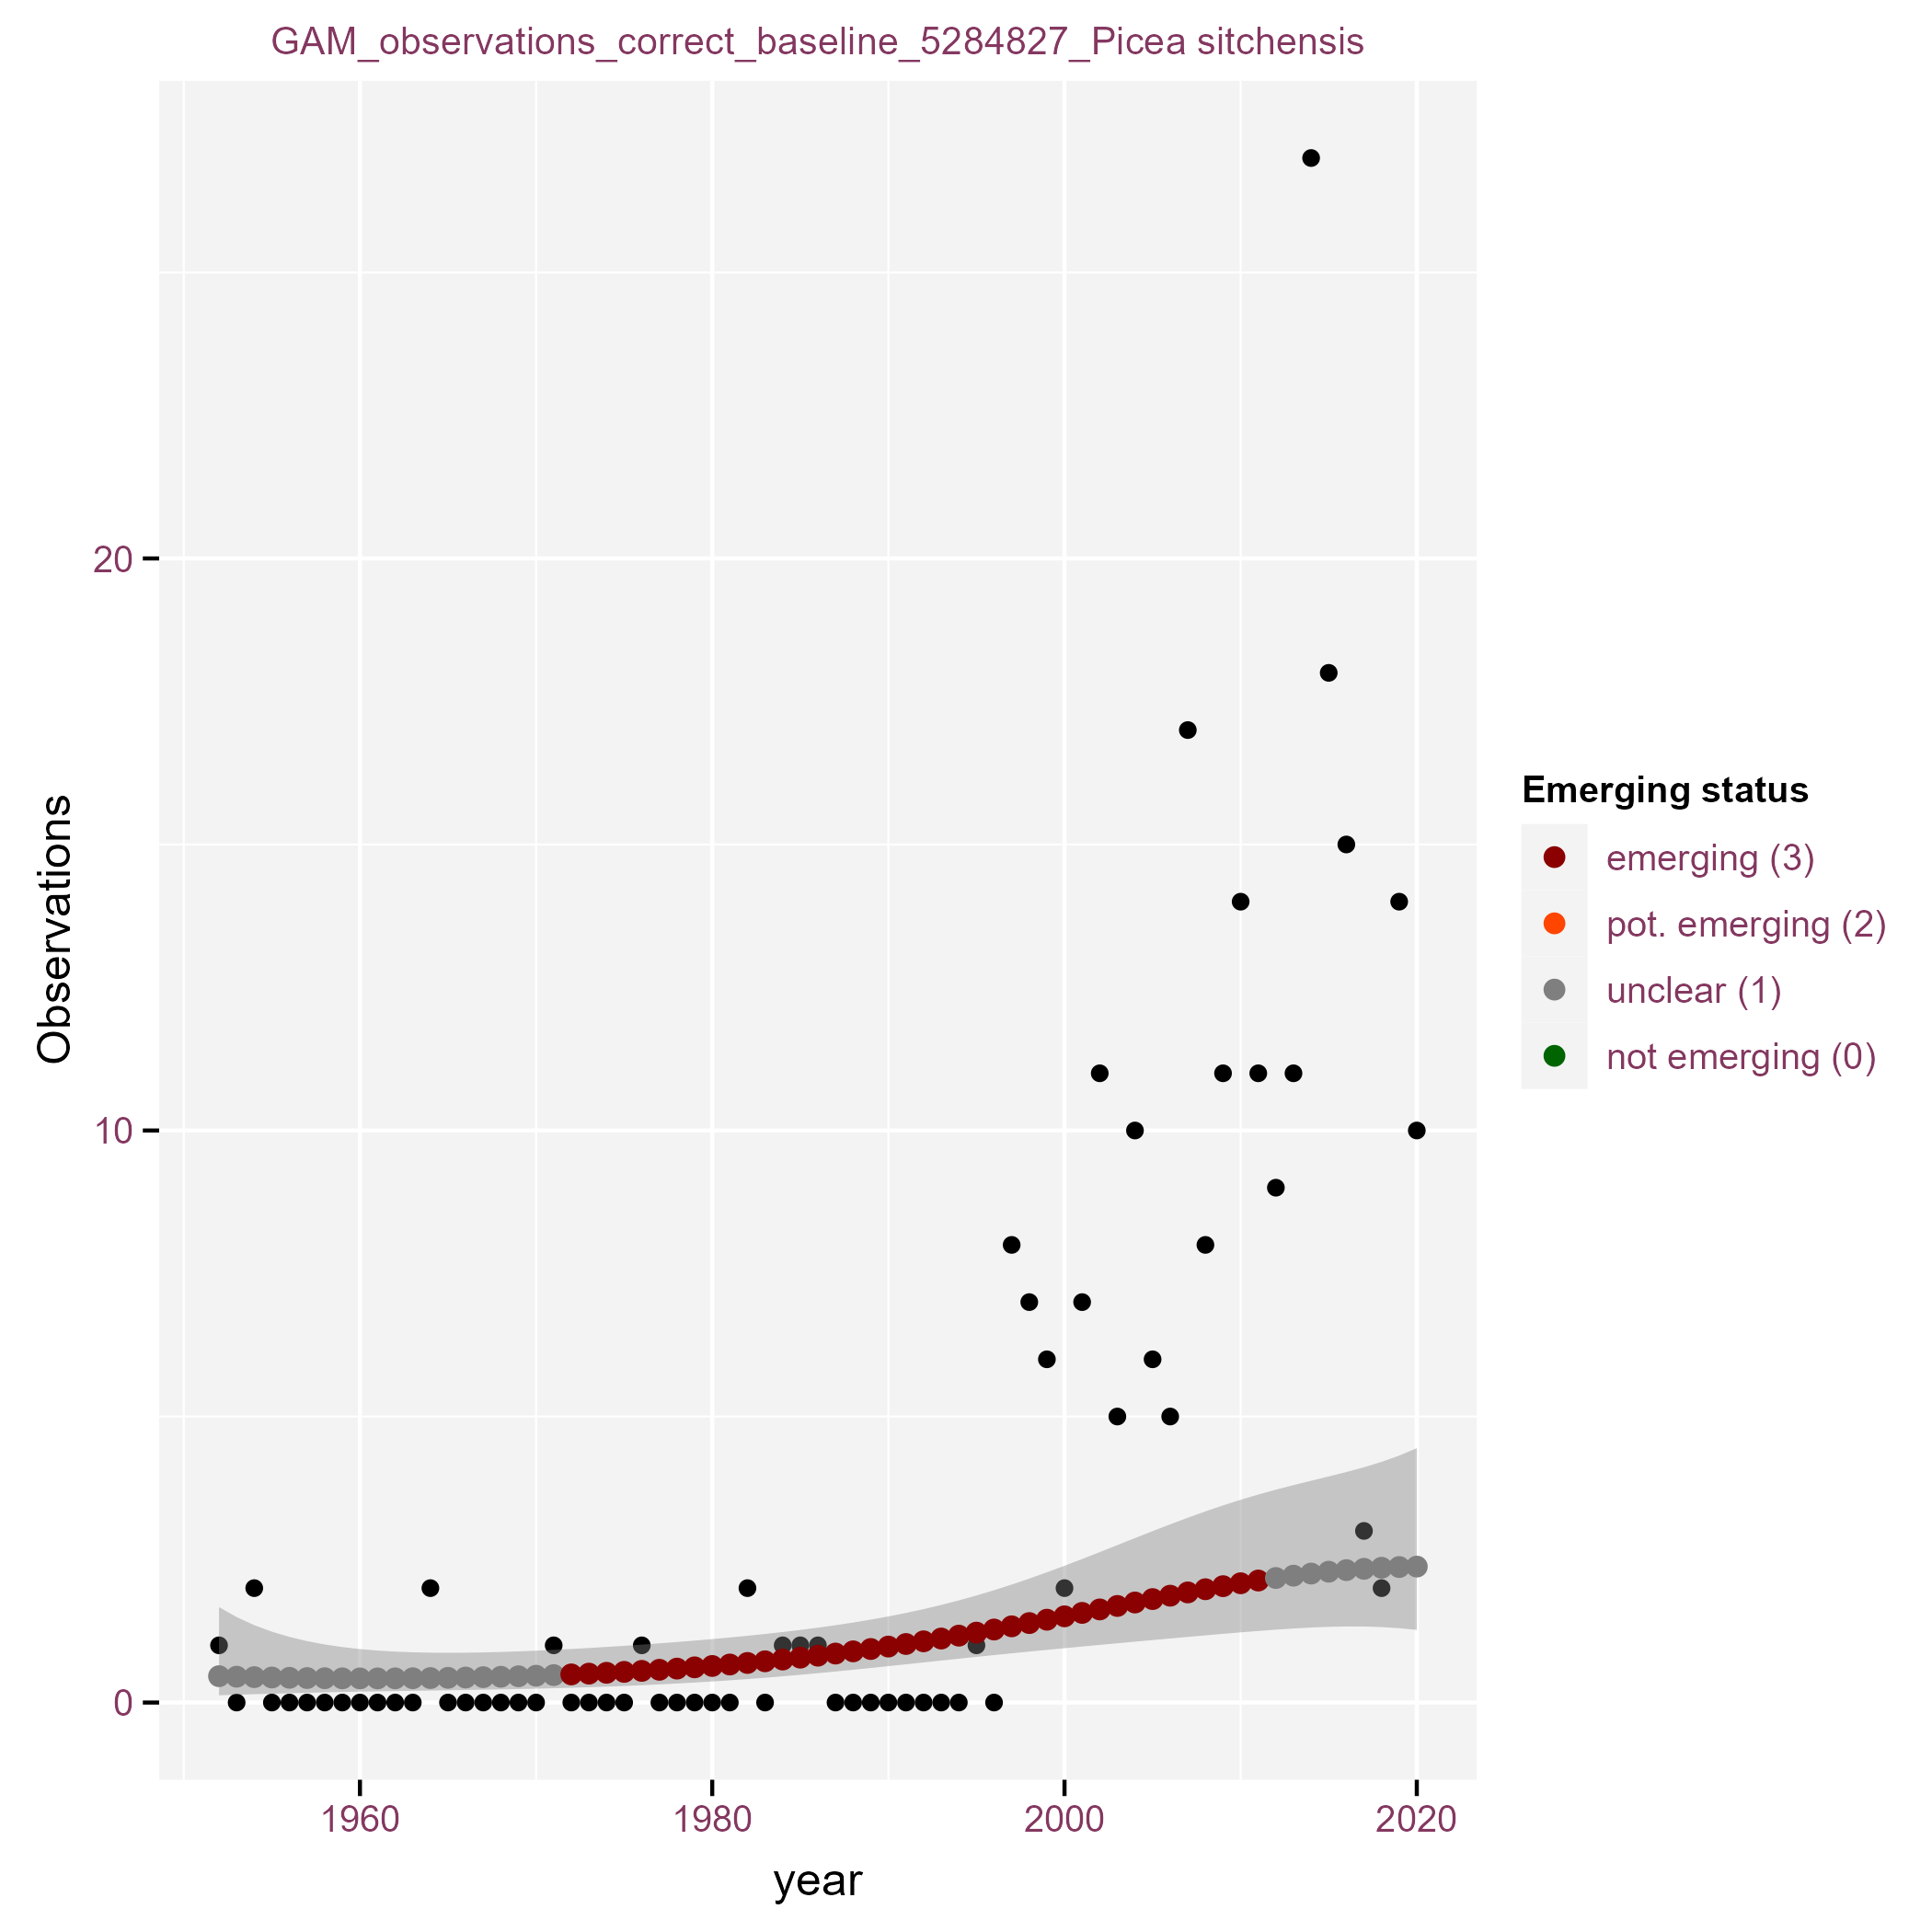 GAM_observations_correct_baseline_5284827_Picea sitchensis
Observations
20
10
0
1960
1980
2000
2020
year
Emerging status
emerging (3)
pot. emerging (2)
unclear (1)
not emerging (0)